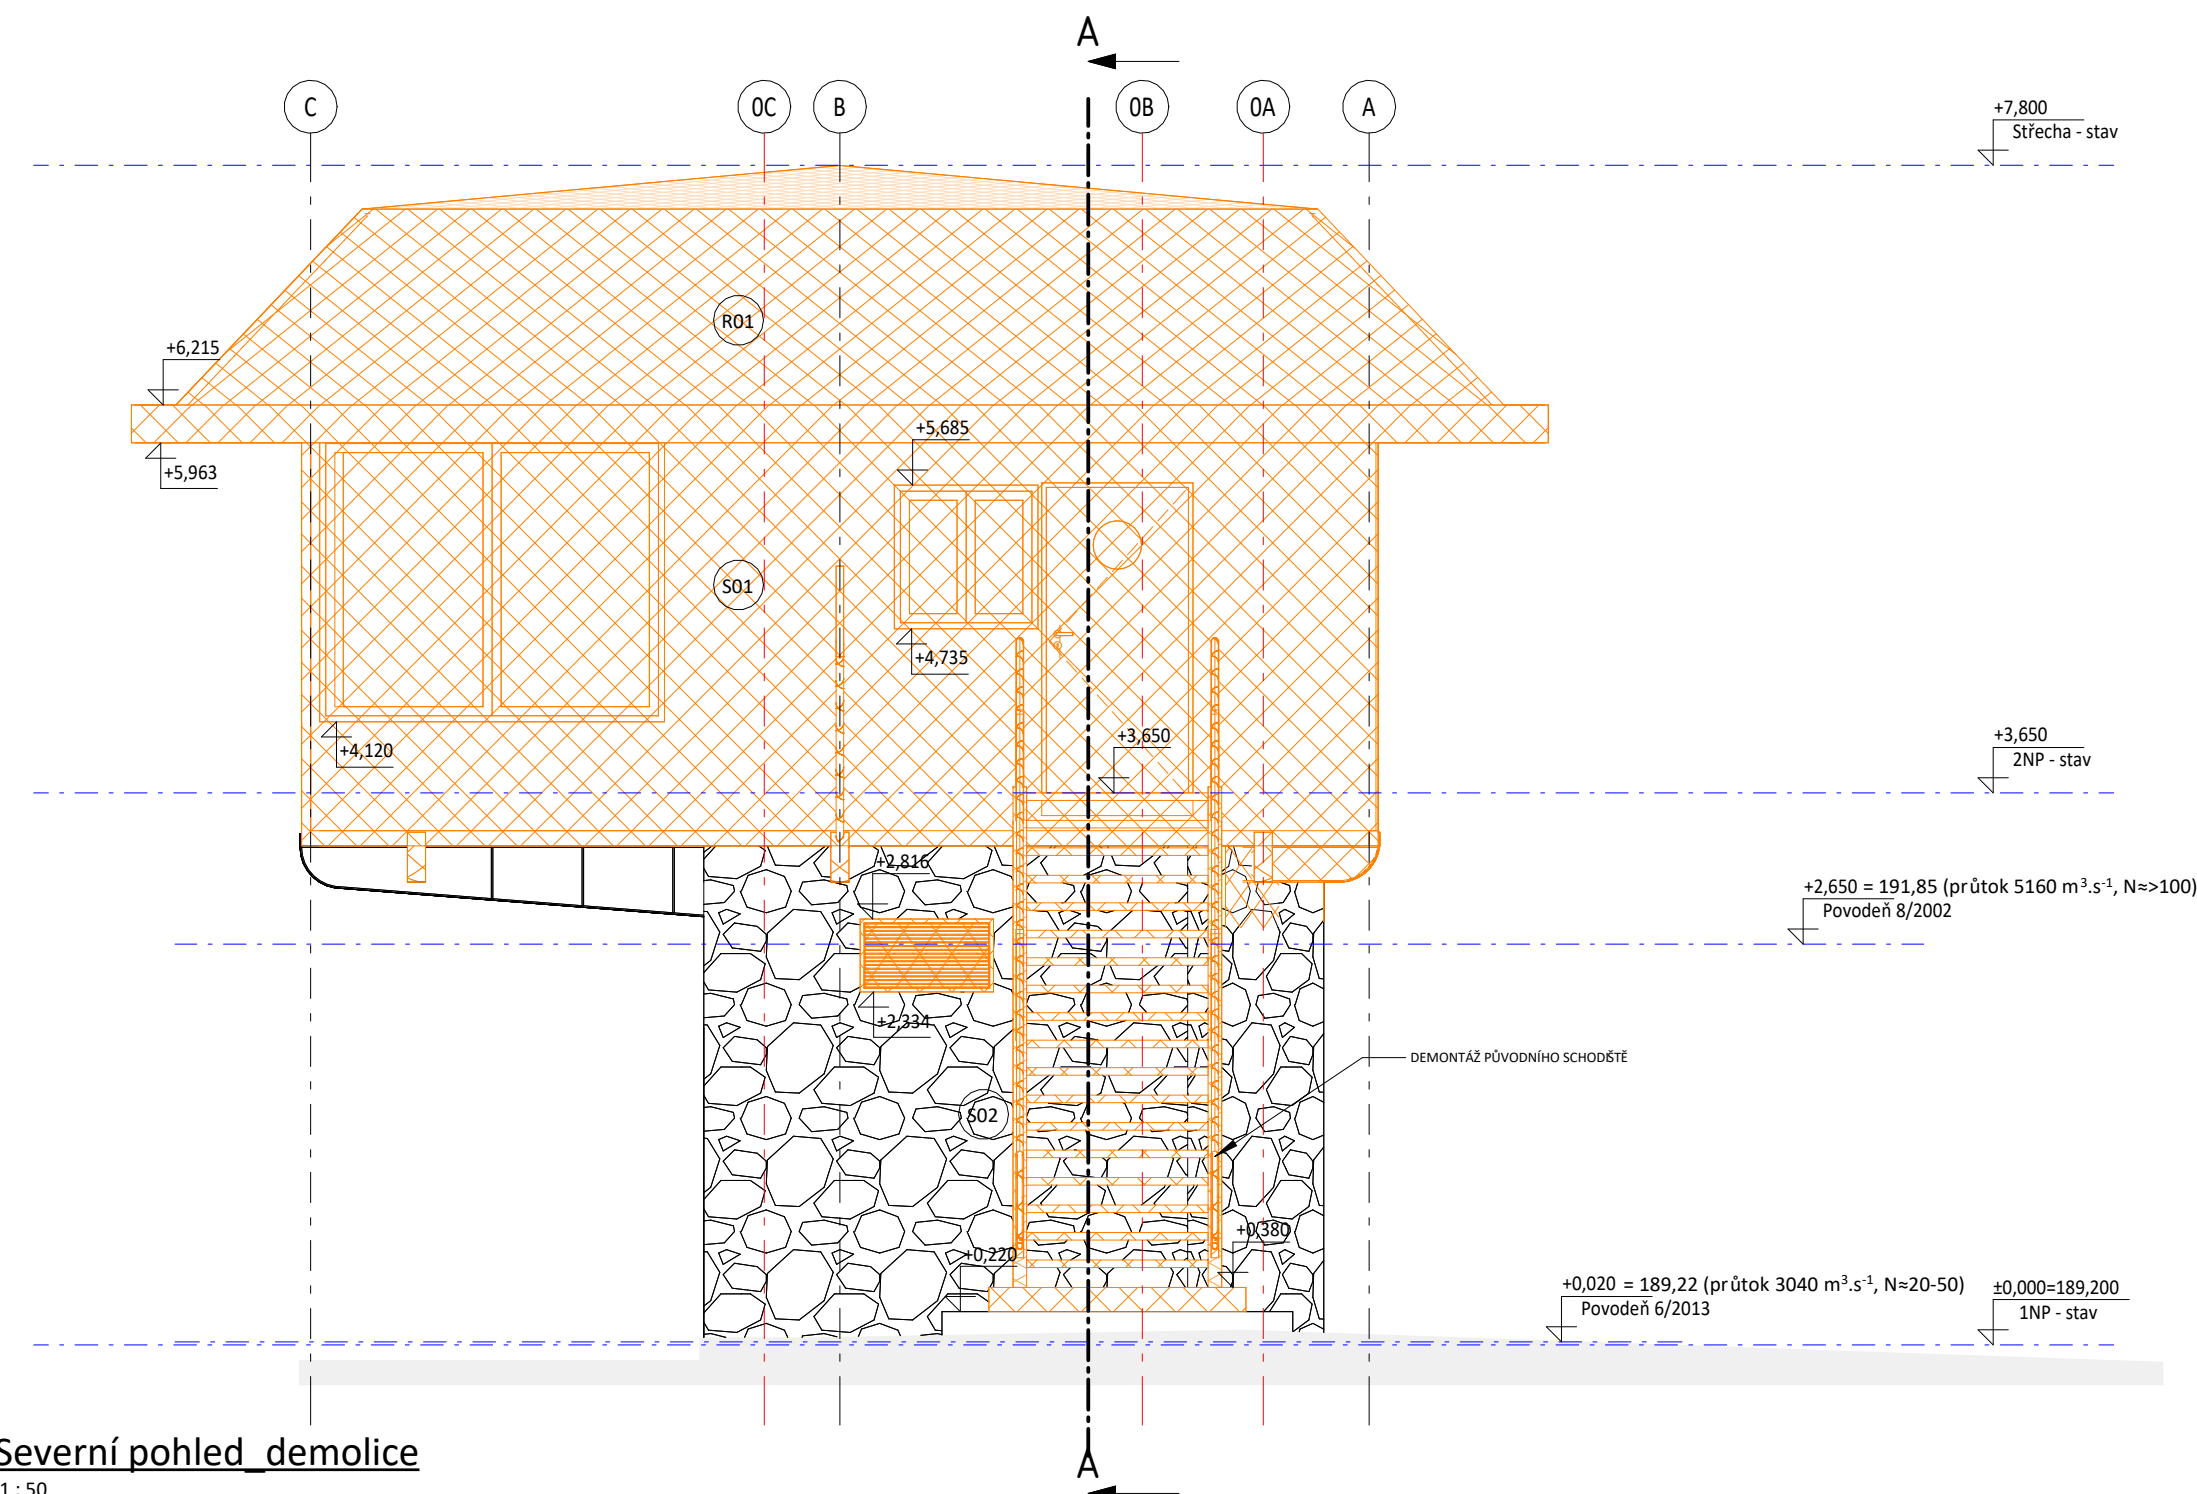 A
C
0C
B
0B
0A
A
+7,800
Střecha - stav
R01
+6,215
+5,963
+5,685
S01
+4,735
+4,120
+3,650
+3,650
2NP - stav
+2,816
+2,650 = 191,85 (průtok 5160 m³.s⁻¹, N≈>100)
Povodeň 8/2002
+2,334
DEMONTÁŽ PŮVODNÍHO SCHODIŠTĚ
S02
+0,380
+0,220
+0,020 = 189,22 (průtok 3040 m³.s⁻¹, N≈20-50)
Povodeň 6/2013
±0,000=189,200
1NP - stav
Severní pohled_demolice
1 : 50
A